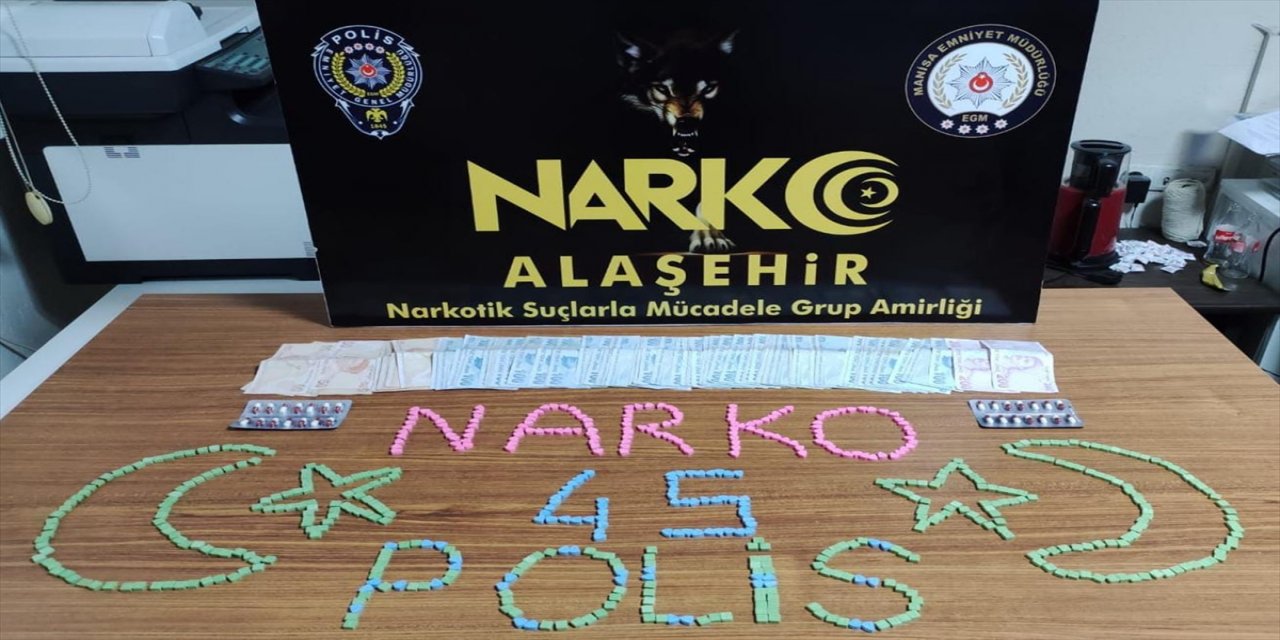 POLİS
EMNİYET GENEL MÜDÜRLÜĞÜ
1845
MANİSA EMNİYET MÜDÜRLÜĞÜ
EGM
NARKO
ALAŞEHİR
Narkotik Suçlarla Mücadele Grup Amirliği
NARKO
45
POLİS